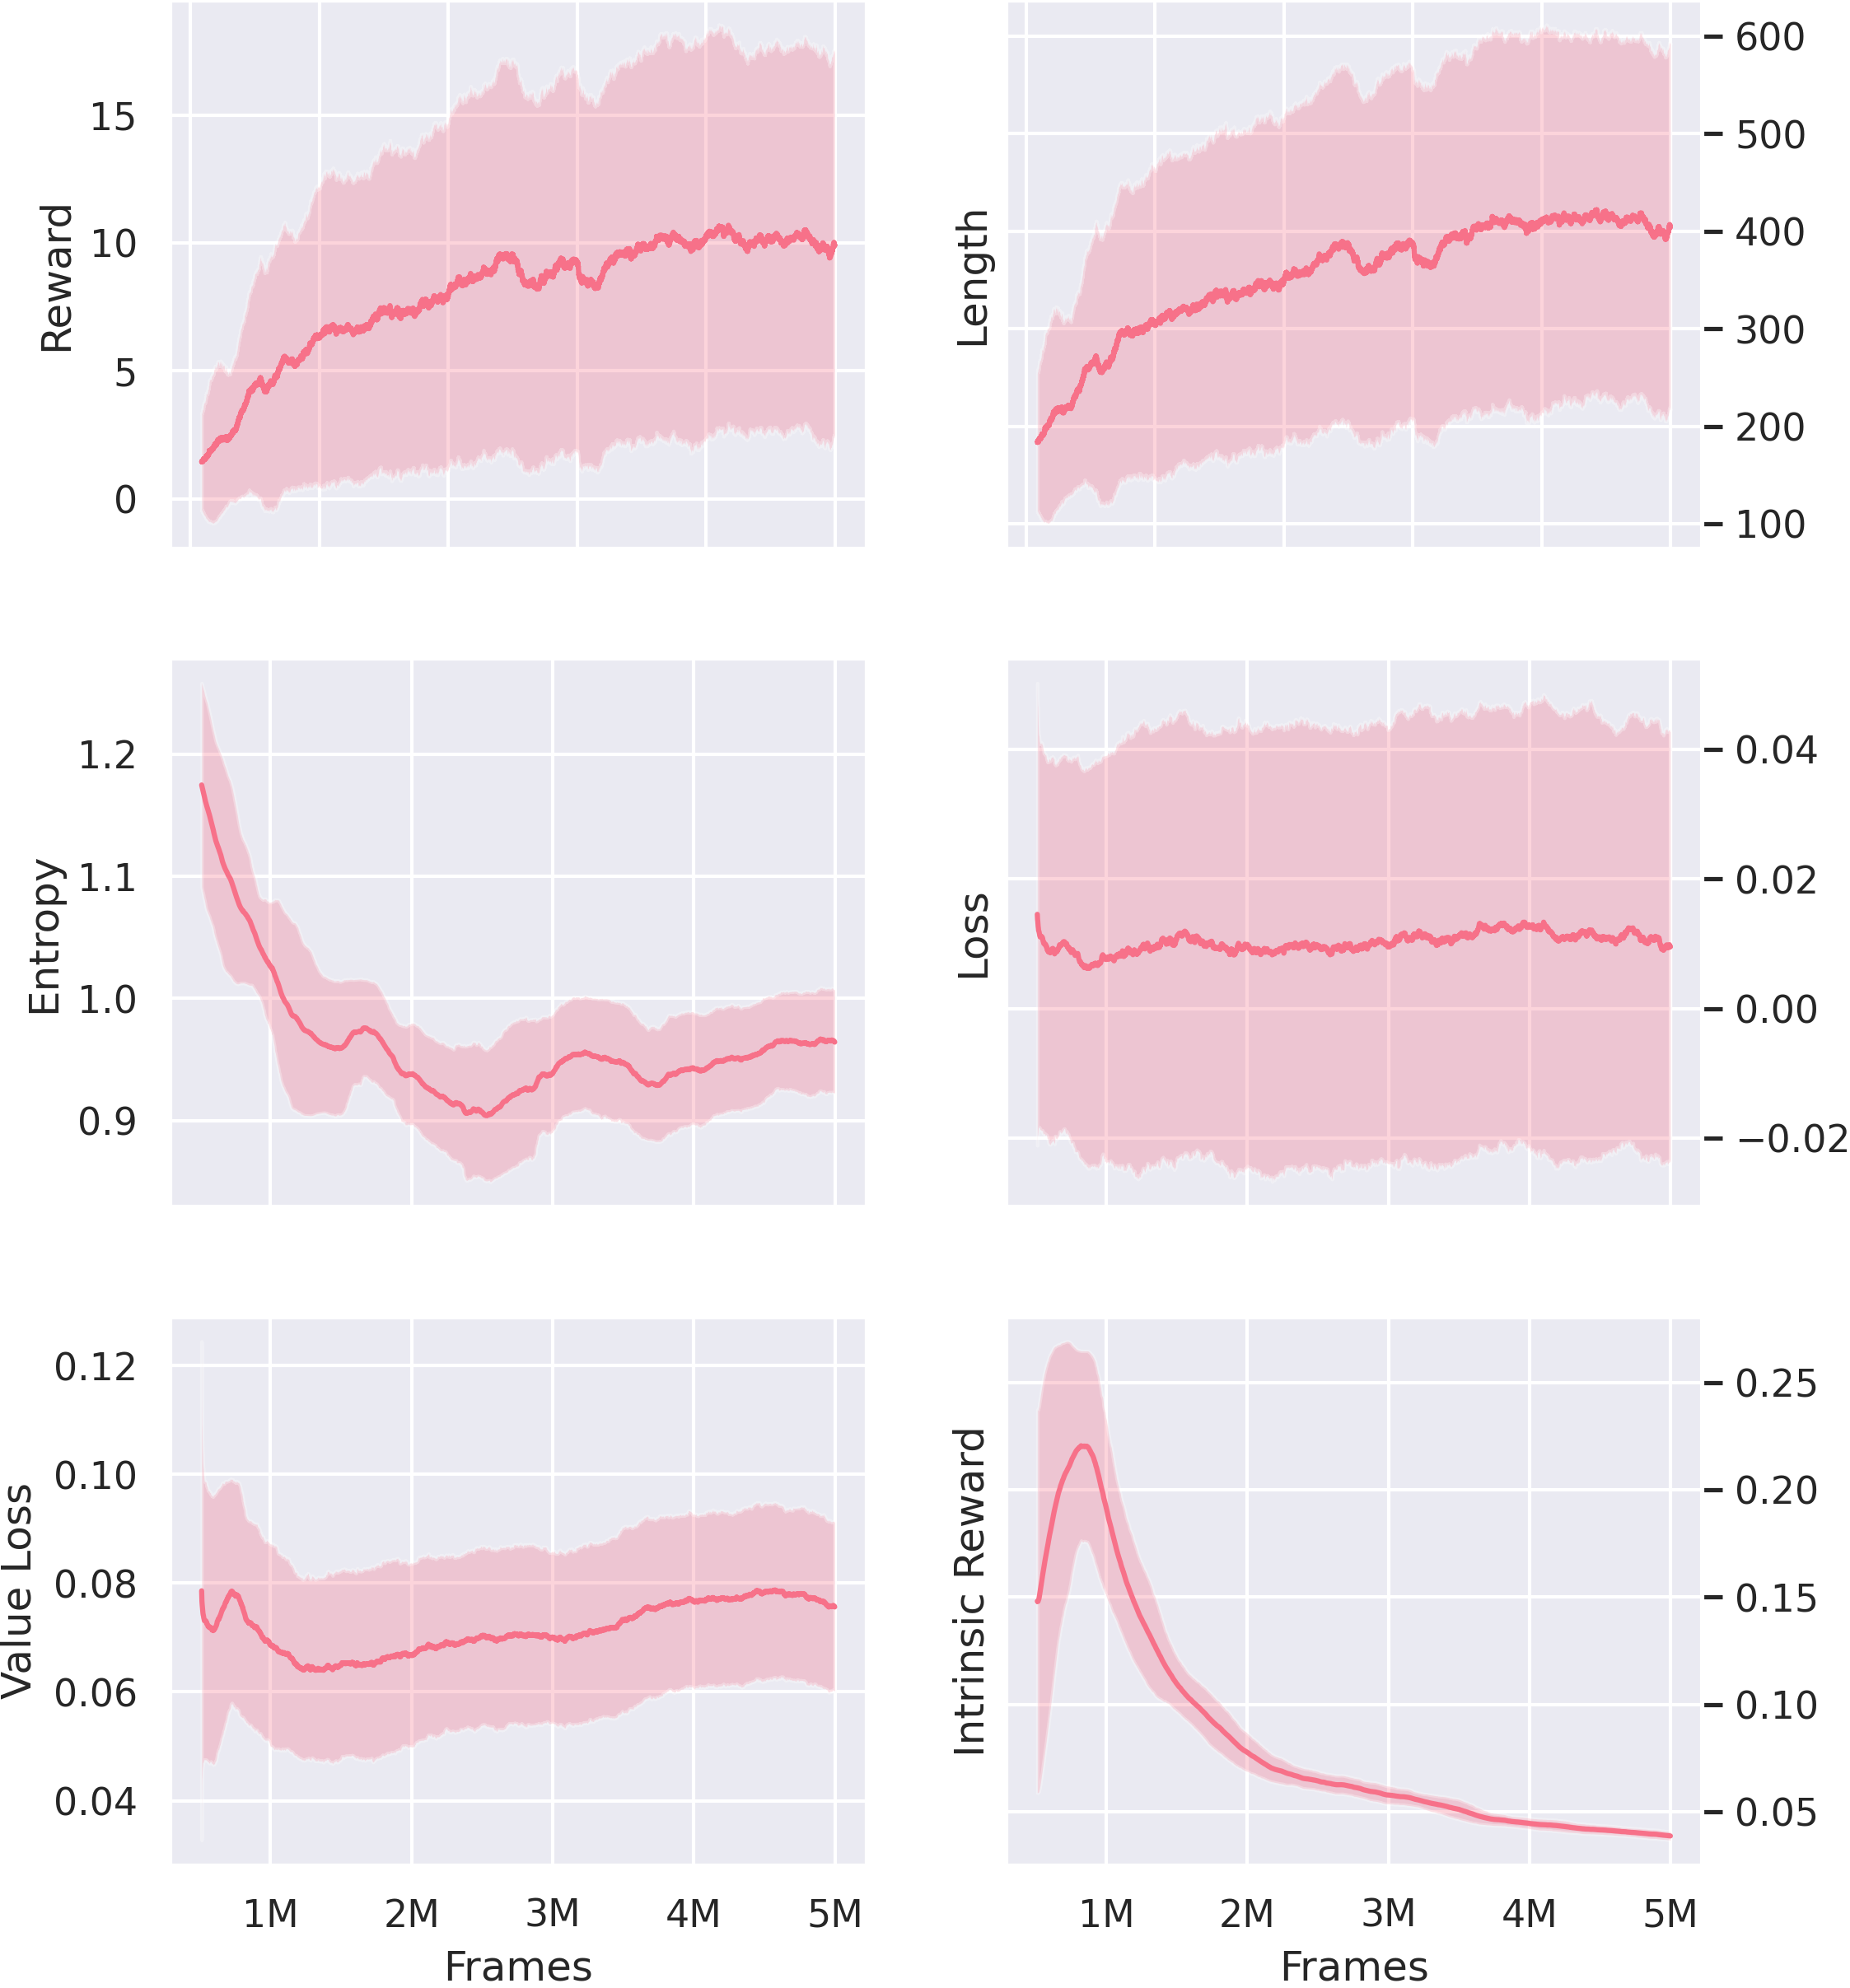 Reward
15
10
5
0
Length
600
500
400
300
200
100
Entropy
1.2
1.1
1.0
0.9
Loss
0.04
0.02
0.00
−0.02
Value Loss
0.12
0.10
0.08
0.06
0.04
1M 2M 3M 4M 5M
Frames
Intrinsic Reward
0.25
0.20
0.15
0.10
0.05
1M 2M 3M 4M 5M
Frames